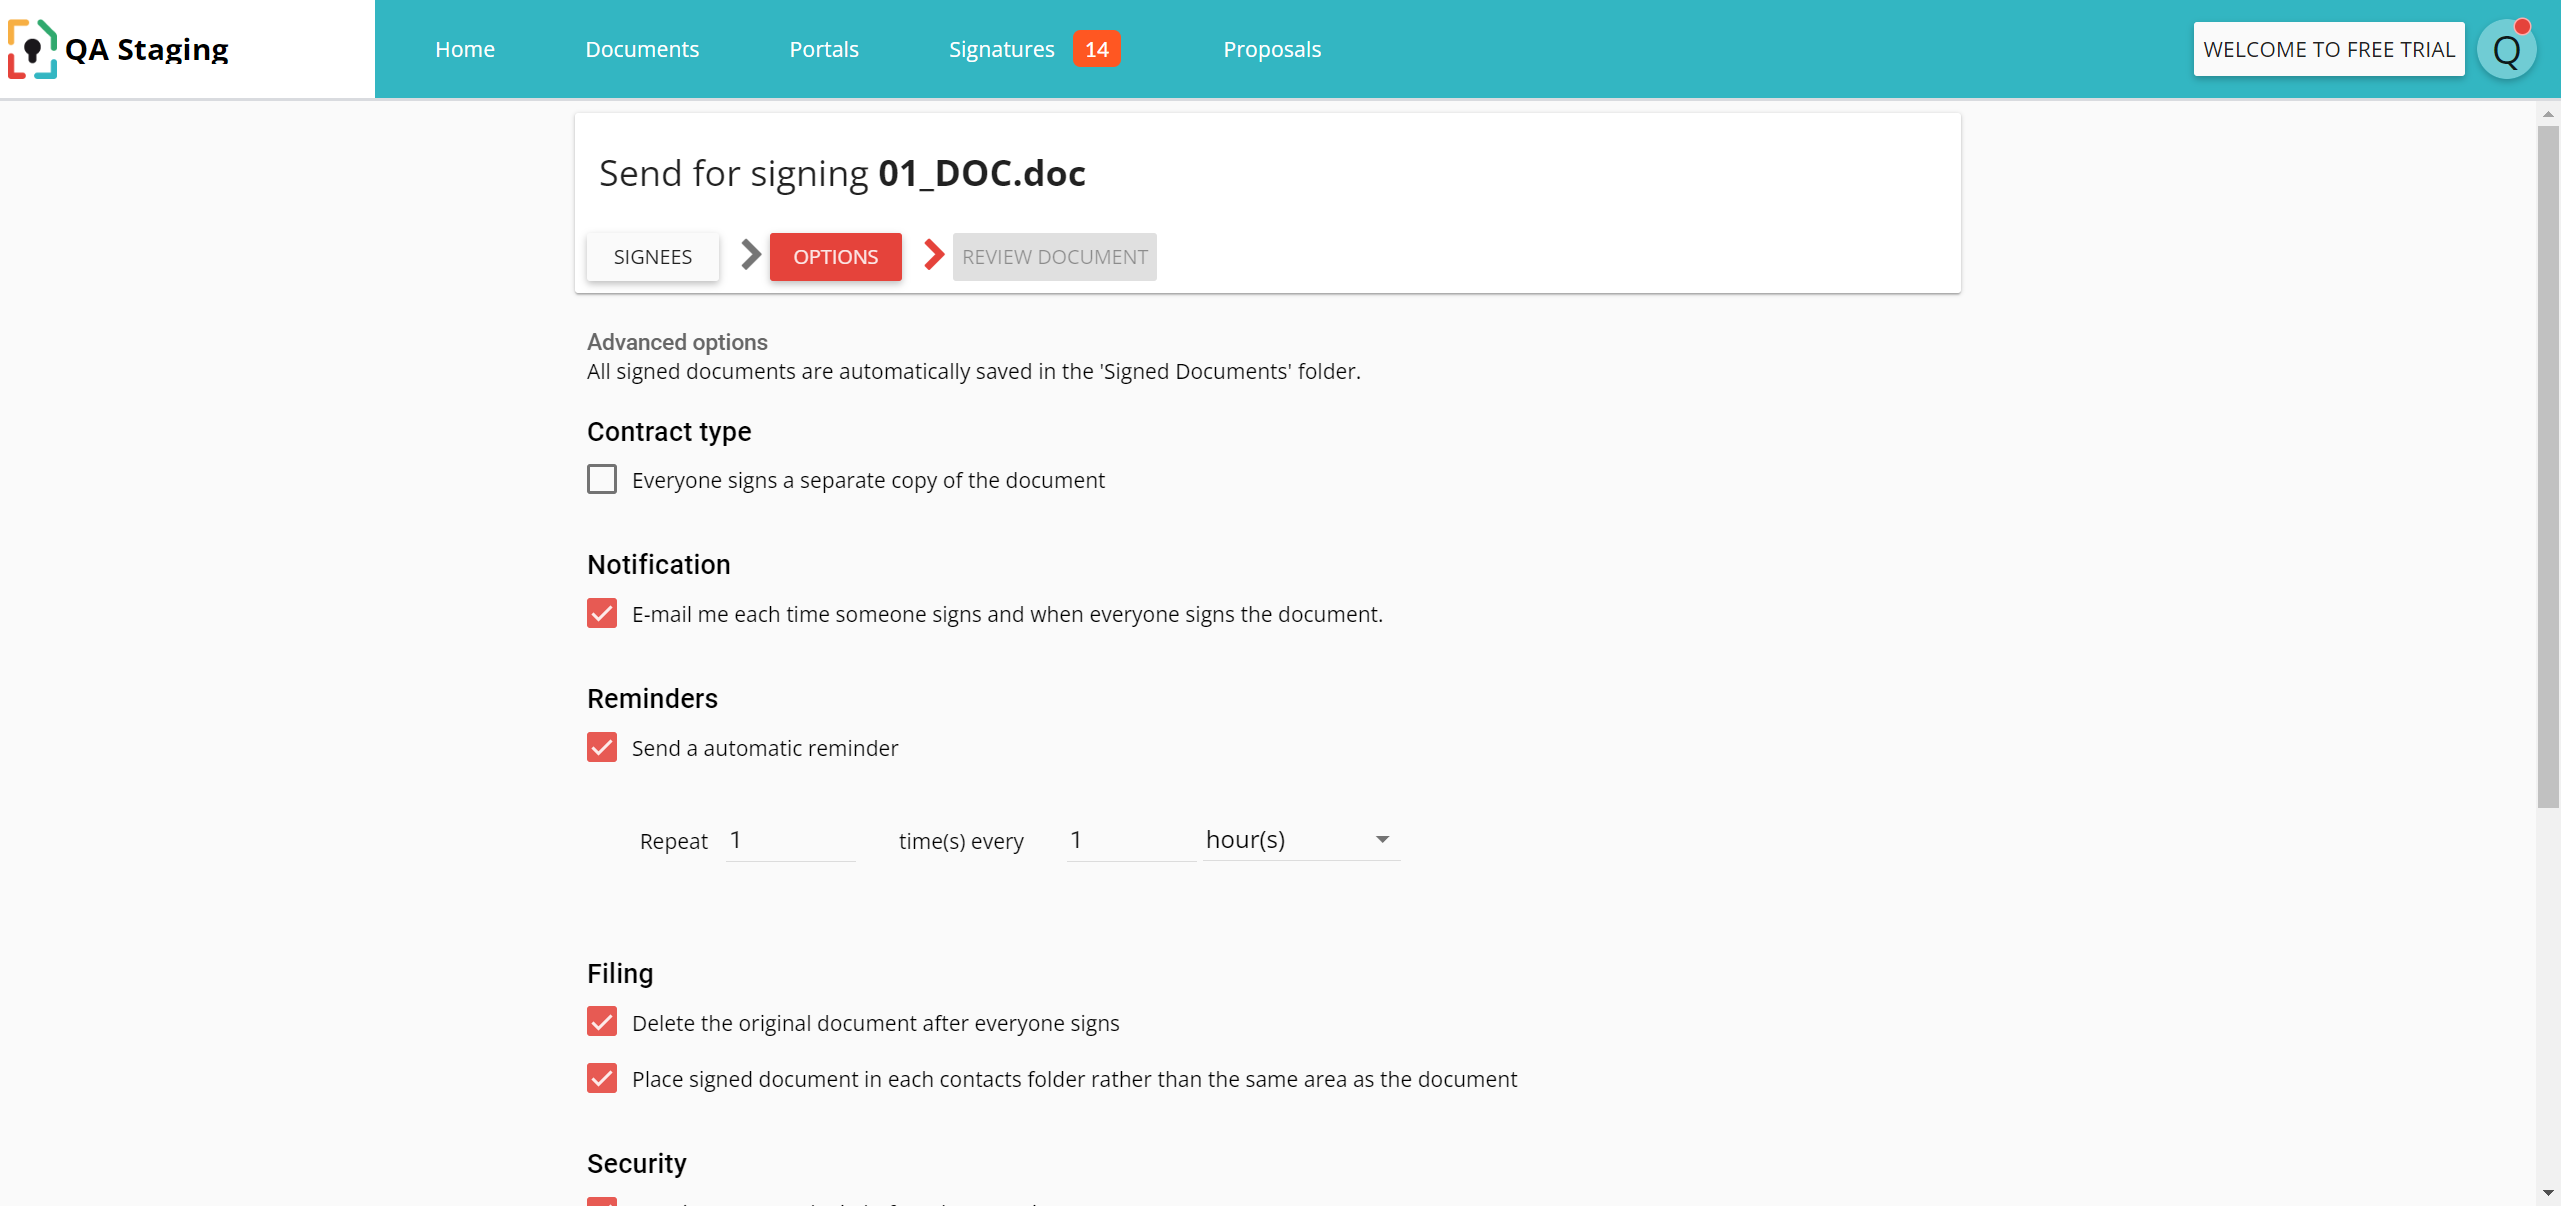 QA Staging
Home
Documents
Portals
Signatures
14
Proposals
WELCOME TO FREE TRIAL
Q
Send for signing 01_DOC.doc
SIGNEES
OPTIONS
REVIEW DOCUMENT
Advanced options
All signed documents are automatically saved in the 'Signed Documents' folder.
Contract type
Everyone signs a separate copy of the document
Notification
E-mail me each time someone signs and when everyone signs the document.
Reminders
Send a automatic reminder
Repeat 1 time(s) every 1 hour(s)
Filing
Delete the original document after everyone signs
Place signed document in each contacts folder rather than the same area as the document
Security